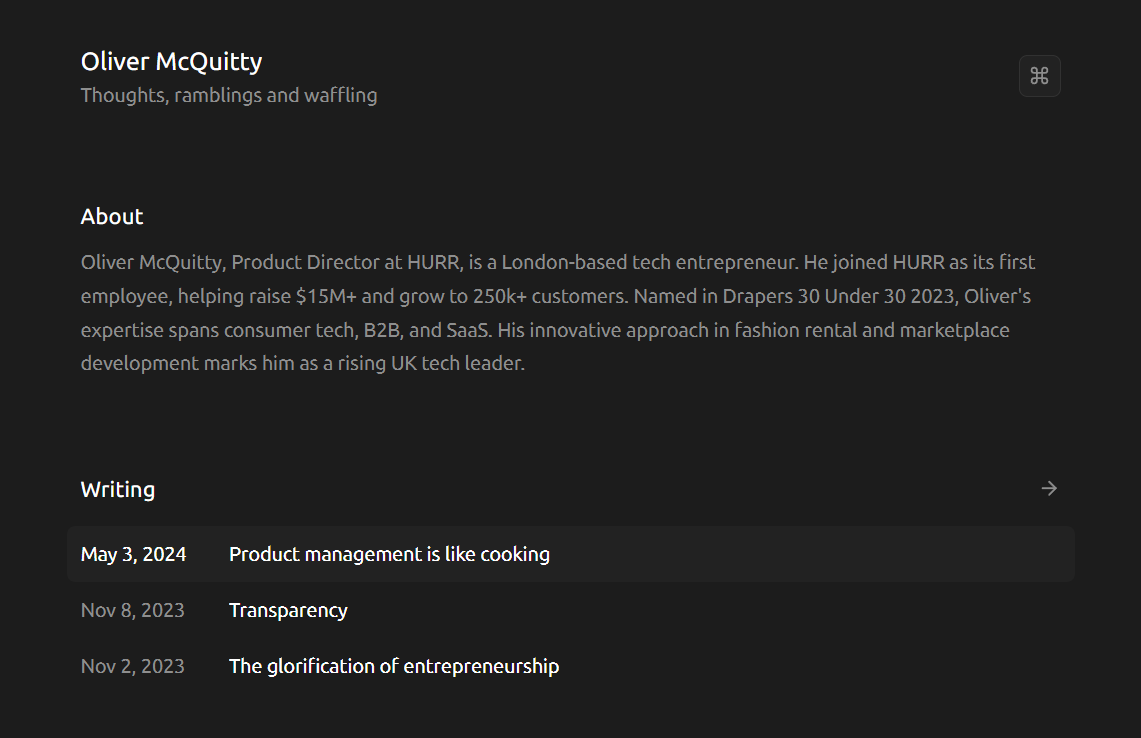 Oliver McQuitty
Thoughts, ramblings and waffling
⌘
About
Oliver McQuitty, Product Director at HURR, is a London-based tech entrepreneur. He joined HURR as its first
employee, helping raise $15M+ and grow to 250k+ customers. Named in Drapers 30 Under 30 2023, Oliver's
expertise spans consumer tech, B2B, and SaaS. His innovative approach in fashion rental and marketplace
development marks him as a rising UK tech leader.
Writing →
May 3, 2024 Product management is like cooking
Nov 8, 2023 Transparency
Nov 2, 2023 The glorification of entrepreneurship